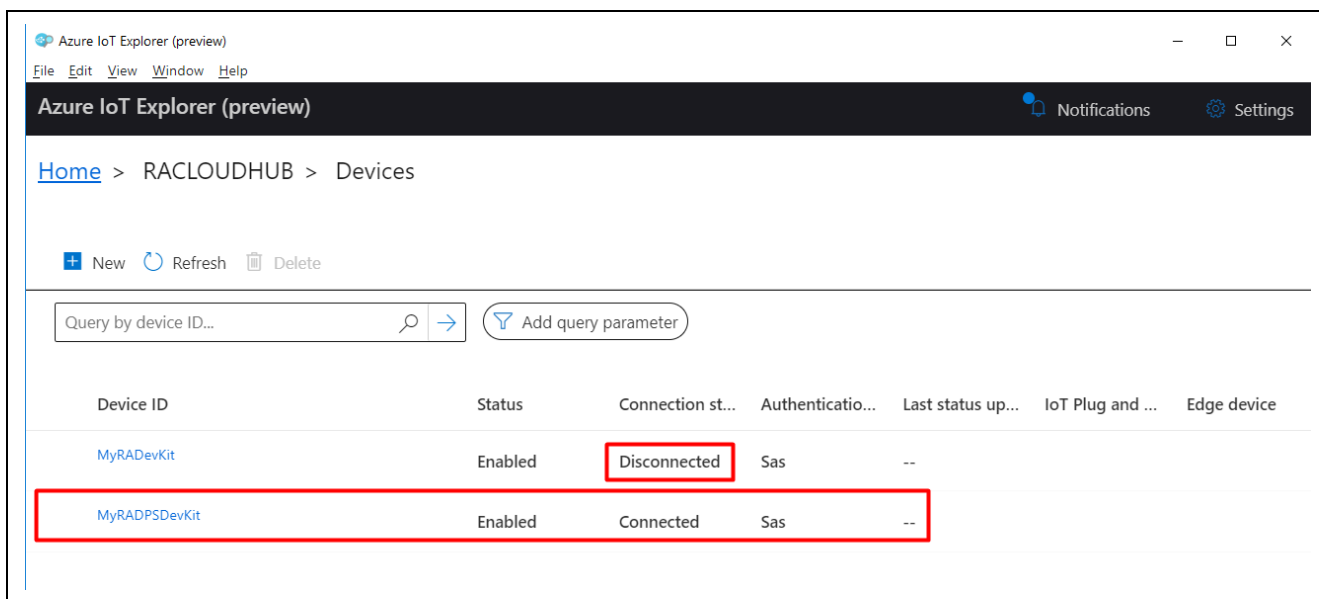 Azure IoT Explorer (preview)
File Edit View Window Help
Azure IoT Explorer (preview) Notifications Settings
Home > RACLOUDHUB > Devices
New Refresh Delete
Query by device ID... Add query parameter
Device ID Status Connection st... Authenticatio... Last status up... IoT Plug and ... Edge device
MyRADevKit Enabled Disconnected Sas --
MyRADPSDevKit Enabled Connected Sas --